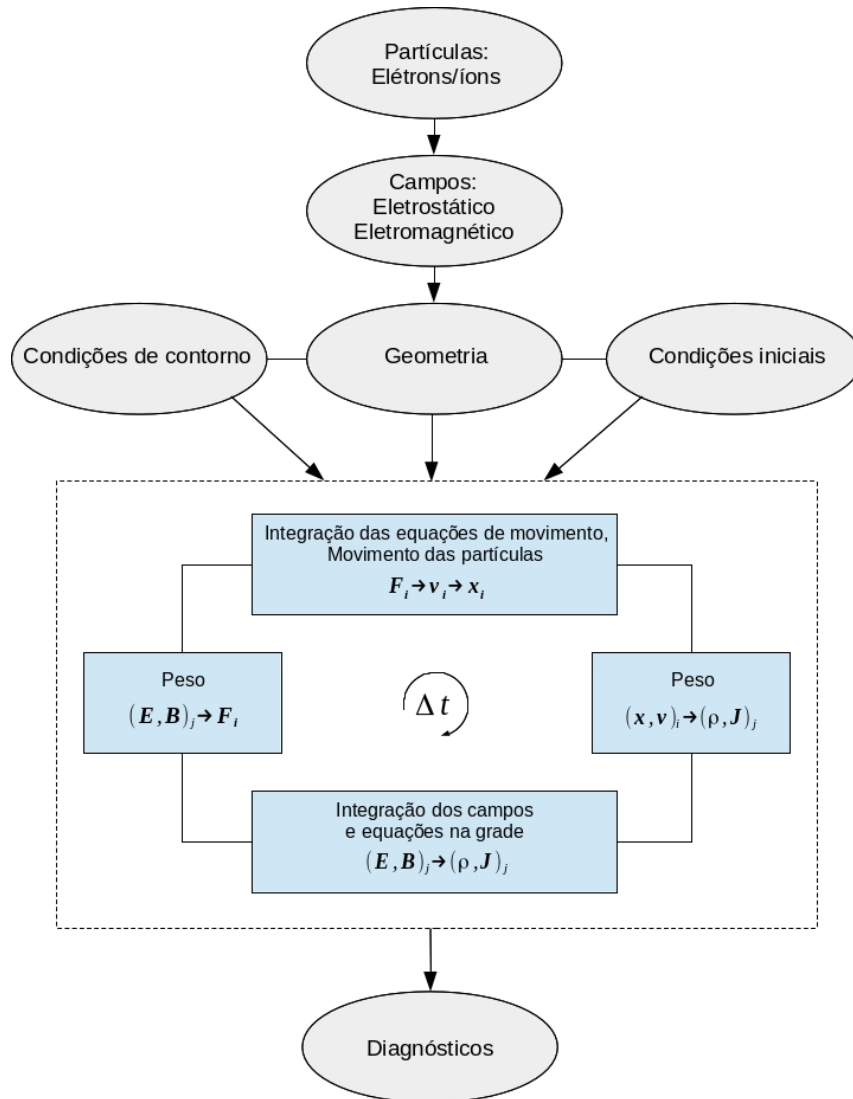 Partículas:
Elétrons/íons
Campos:
Eletrostático
Eletromagnético
Condições de contorno
Geometria
Condições iniciais
Integração das equações de movimento,
Movimento das partículas
F_i → v_i → x_i
Peso
(E, B)_j → F_i
Δt
Peso
(x, v)_i → (ρ, J)_j
Integração dos campos
e equações na grade
(E, B)_j → (ρ, J)_j
Diagnósticos